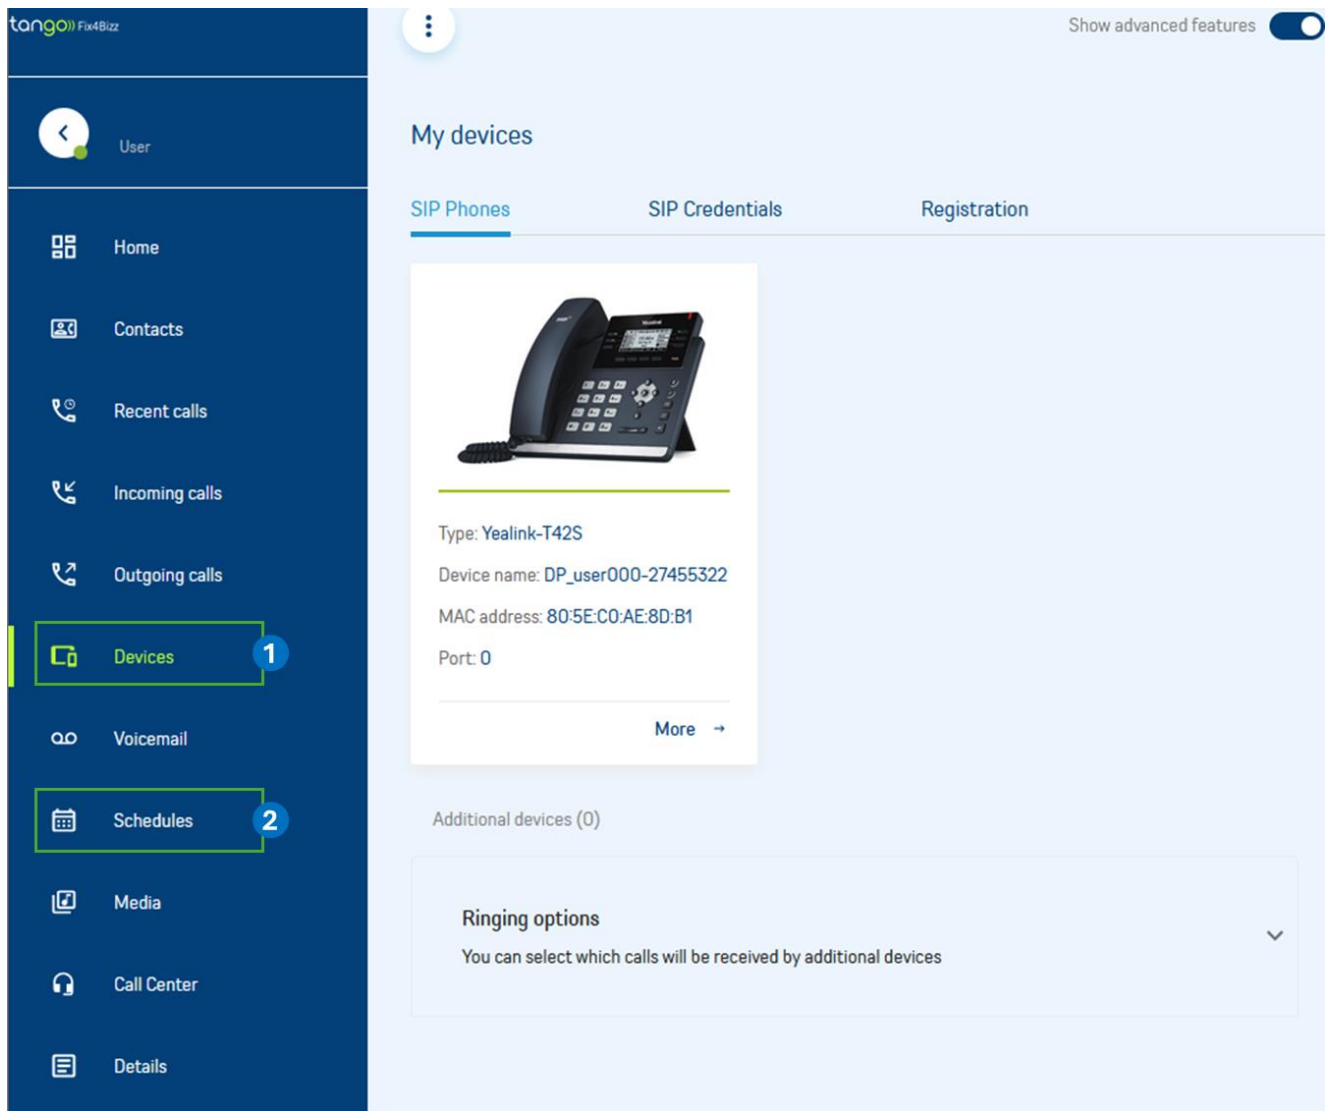 tango Fix4Bizz
Show advanced features
User
My devices
SIP Phones SIP Credentials Registration
Home
Contacts
Recent calls
Incoming calls
Outgoing calls
Devices 1
Voicemail
Schedules 2
Media
Call Center
Details
Yealink
Type: Yealink-T42S
Device name: DP_user000-27455322
MAC address: 80:5E:C0:AE:8D:B1
Port: 0
More →
Additional devices (0)
Ringing options
You can select which calls will be received by additional devices